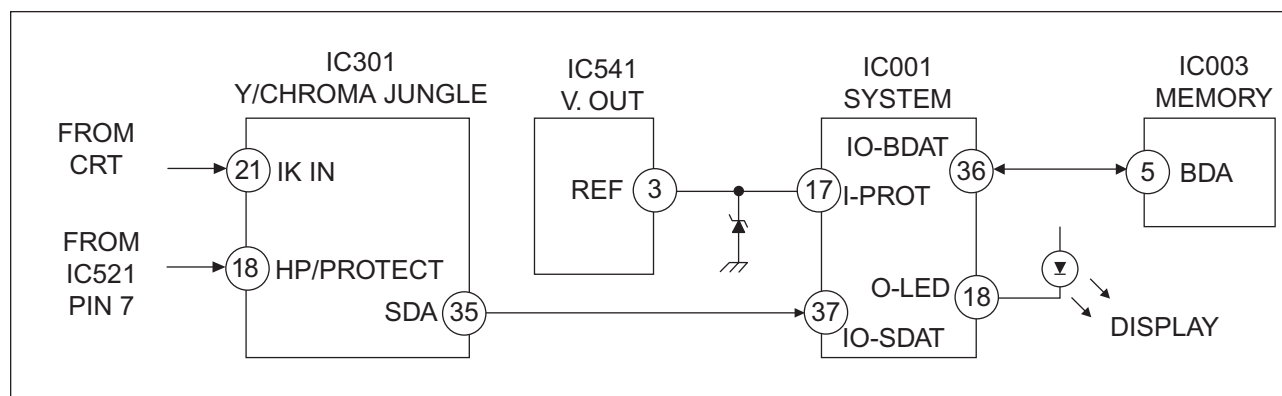 IC301
Y/CHROMA JUNGLE
FROM
CRT
21
IK IN
FROM
IC521
PIN 7
18
HP/PROTECT
SDA
35
IC541
V. OUT
REF
3
IC001
SYSTEM
IO-BDAT
36
17
I-PROT
O-LED
18
37
IO-SDAT
IC003
MEMORY
5
BDA
DISPLAY